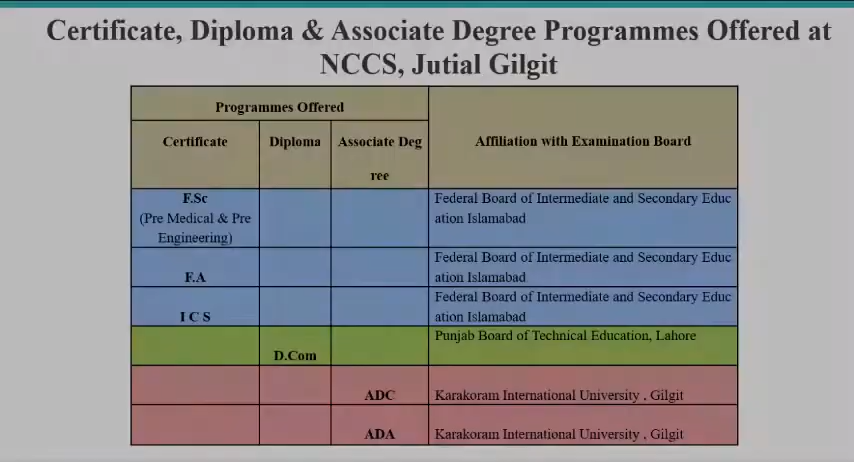 Certificate, Diploma & Associate Degree Programmes Offered at
NCCS, Jutial Gilgit
Programmes Offered
Certificate
Diploma
Associate Deg
ree
Affiliation with Examination Board
F.Sc
(Pre Medical & Pre
Engineering)
Federal Board of Intermediate and Secondary Educ
ation Islamabad
F.A
Federal Board of Intermediate and Secondary Educ
ation Islamabad
I C S
Federal Board of Intermediate and Secondary Educ
ation Islamabad
D.Com
Punjab Board of Technical Education, Lahore
ADC
Karakoram International University , Gilgit
ADA
Karakoram International University , Gilgit